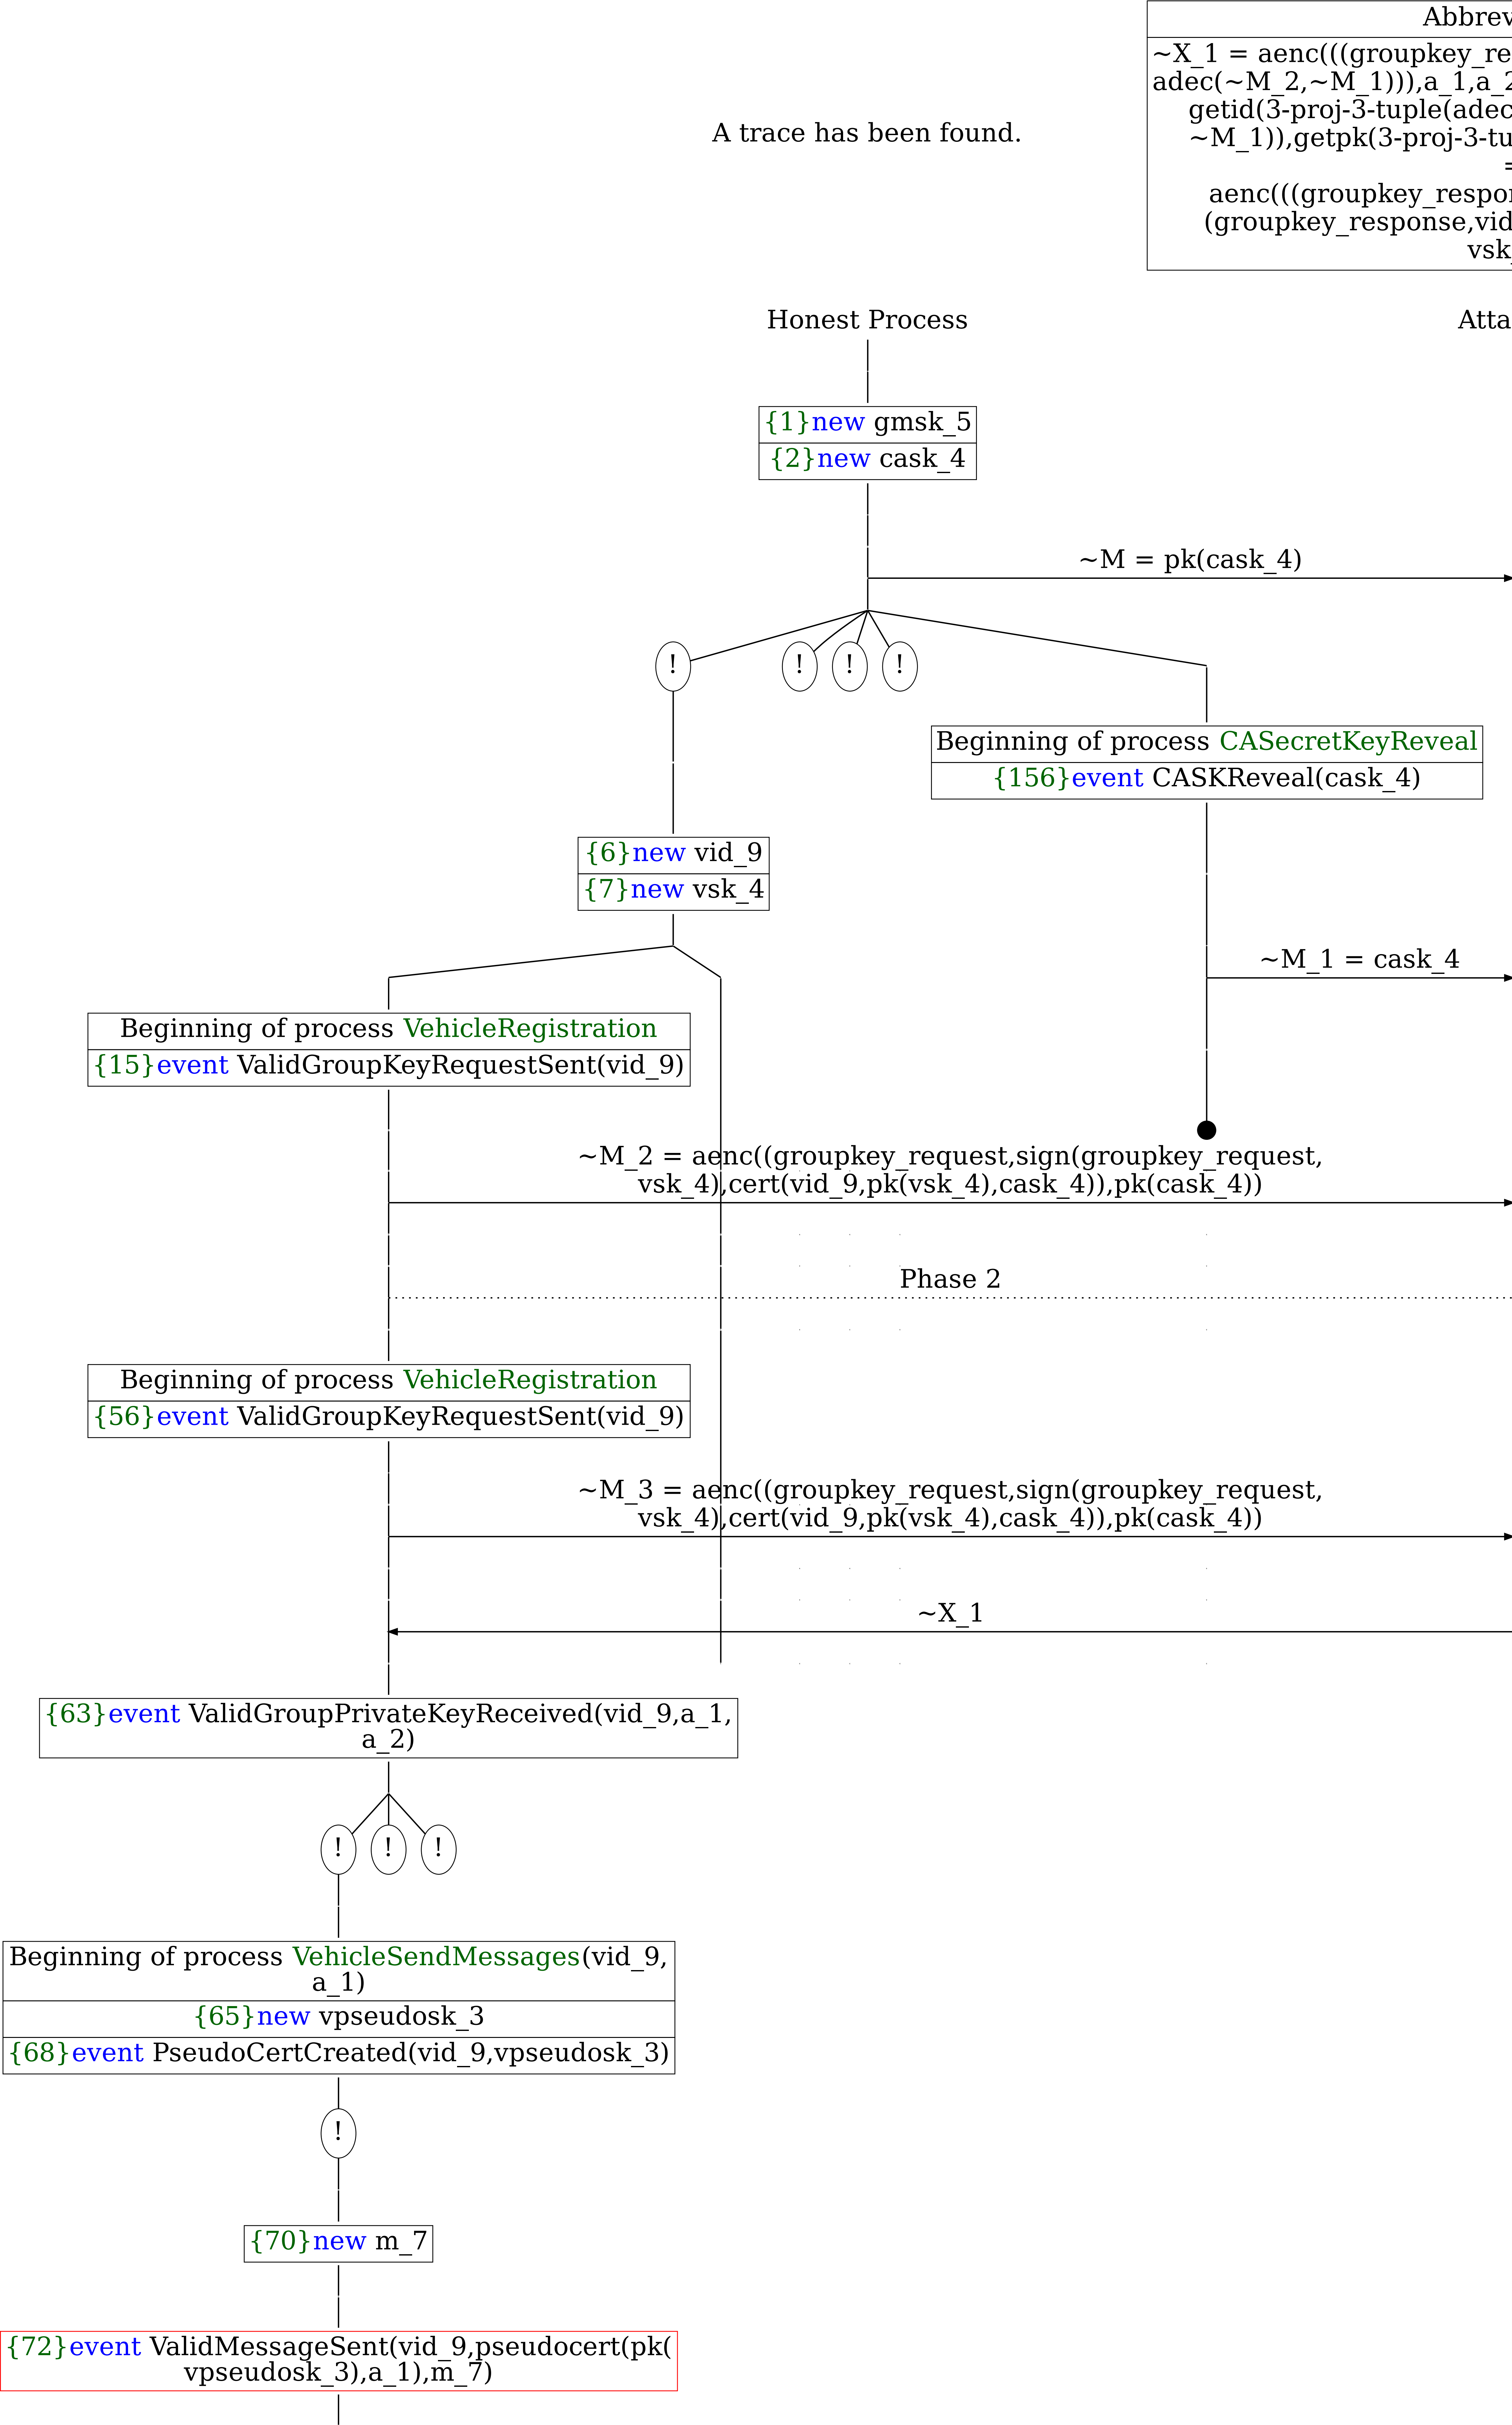 Abbrev
~X_1 = aenc(((groupkey_re
adec(~M_2,~M_1))),a_1,a_2
getid(3-proj-3-tuple(adec
~M_1)),getpk(3-proj-3-tu
=
aenc(((groupkey_respon
(groupkey_response,vid
vsk_
A trace has been found.
Honest Process
Atta
{1}new gmsk_5
{2}new cask_4
~M = pk(cask_4)
! ! ! !
Beginning of process CASecretKeyReveal
{156}event CASKReveal(cask_4)
{6}new vid_9
{7}new vsk_4
~M_1 = cask_4
Beginning of process VehicleRegistration
{15}event ValidGroupKeyRequestSent(vid_9)
~M_2 = aenc((groupkey_request,sign(groupkey_request,
vsk_4),cert(vid_9,pk(vsk_4),cask_4)),pk(cask_4))
Phase 2
Beginning of process VehicleRegistration
{56}event ValidGroupKeyRequestSent(vid_9)
~M_3 = aenc((groupkey_request,sign(groupkey_request,
vsk_4),cert(vid_9,pk(vsk_4),cask_4)),pk(cask_4))
~X_1
{63}event ValidGroupPrivateKeyReceived(vid_9,a_1,
a_2)
! ! !
Beginning of process VehicleSendMessages(vid_9,
a_1)
{65}new vpseudosk_3
{68}event PseudoCertCreated(vid_9,vpseudosk_3)
!
{70}new m_7
{72}event ValidMessageSent(vid_9,pseudocert(pk(
vpseudosk_3),a_1),m_7)